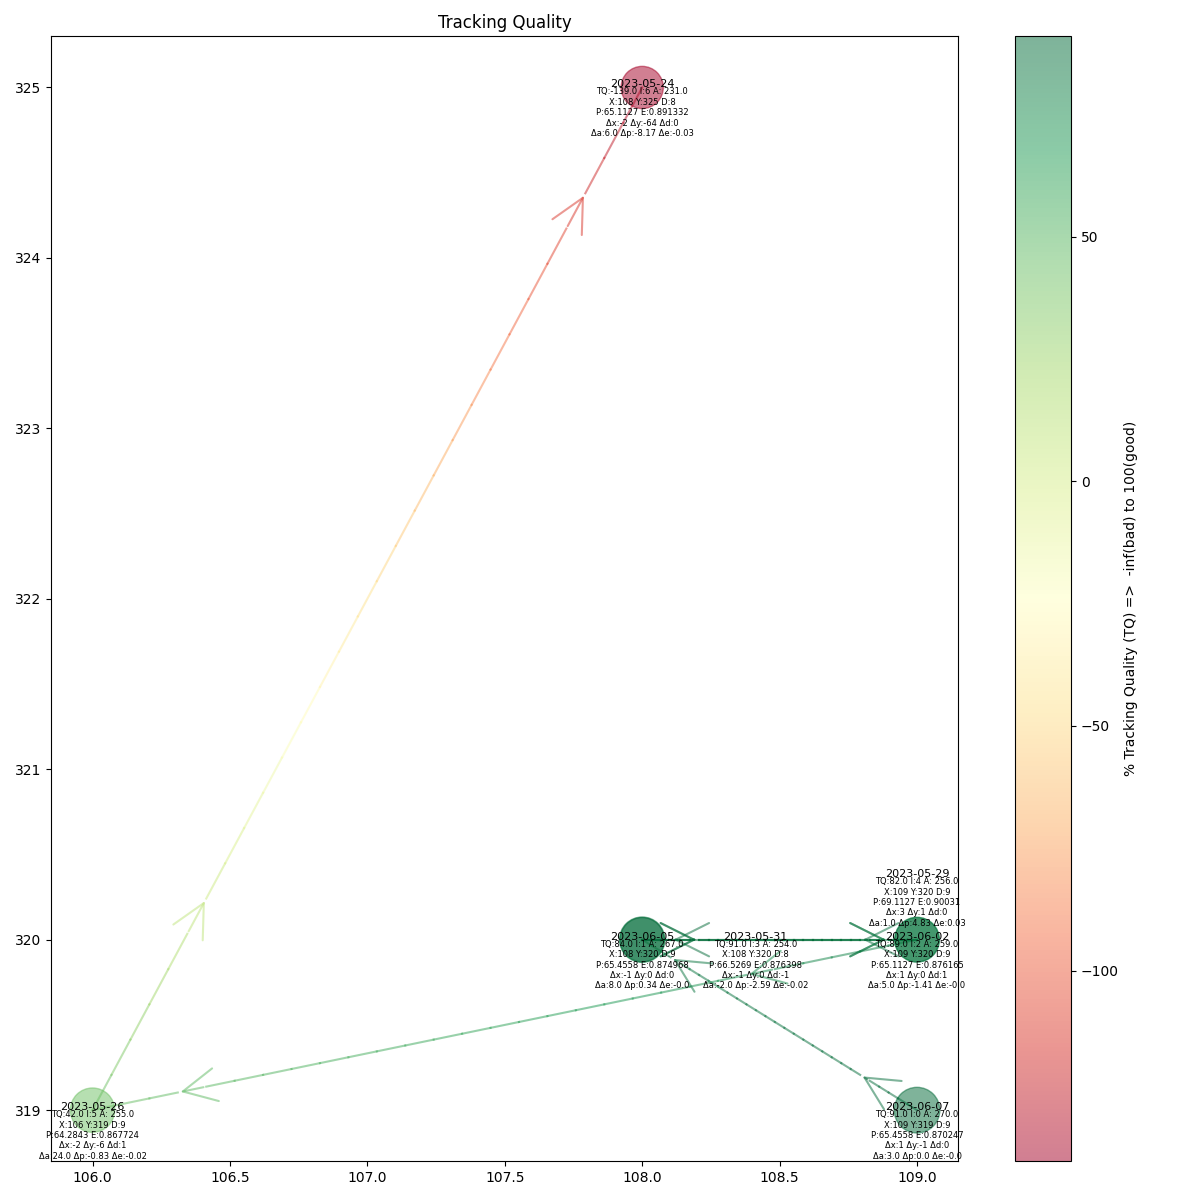 Tracking Quality
325
324
323
322
321
320
319
106.0
106.5
107.0
107.5
108.0
108.5
109.0
2023-05-24
TQ:-139.0 I:6 A: 231.0
X:108 Y:325 D:8
P:65.1127 E:0.891332
Δx:-2 Δy:-64 Δd:0
Δa:6.0 Δp:-8.17 Δe:-0.03
2023-05-29
TQ:82.0 I:4 A: 256.0
X:109 Y:320 D:9
P:69.1127 E:0.90031
Δx:3 Δy:1 Δd:0
Δa:1.0 Δp:4.83 Δe:0.03
2023-06-05
TQ:84.0 I:1 A: 267.0
X:108 Y:320 D:9
P:65.4558 E:0.874968
Δx:-1 Δy:0 Δd:0
Δa:8.0 Δp:0.34 Δe:-0.0
2023-05-31
TQ:91.0 I:3 A: 254.0
X:108 Y:320 D:8
P:66.5269 E:0.876398
Δx:-1 Δy:0 Δd:-1
Δa:-2.0 Δp:-2.59 Δe:-0.02
2023-06-02
TQ:89.0 I:2 A: 259.0
X:109 Y:320 D:9
P:65.1127 E:0.876165
Δx:1 Δy:0 Δd:1
Δa:5.0 Δp:-1.41 Δe:-0.0
2023-05-26
TQ:42.0 I:5 A: 255.0
X:106 Y:319 D:9
P:64.2843 E:0.867724
Δx:-2 Δy:-6 Δd:1
Δa:24.0 Δp:-0.83 Δe:-0.02
2023-06-07
TQ:91.0 I:0 A: 270.0
X:109 Y:319 D:9
P:65.4558 E:0.870247
Δx:1 Δy:-1 Δd:0
Δa:3.0 Δp:0.0 Δe:-0.0
50
0
−50
−100
% Tracking Quality (TQ) => -inf(bad) to 100(good)